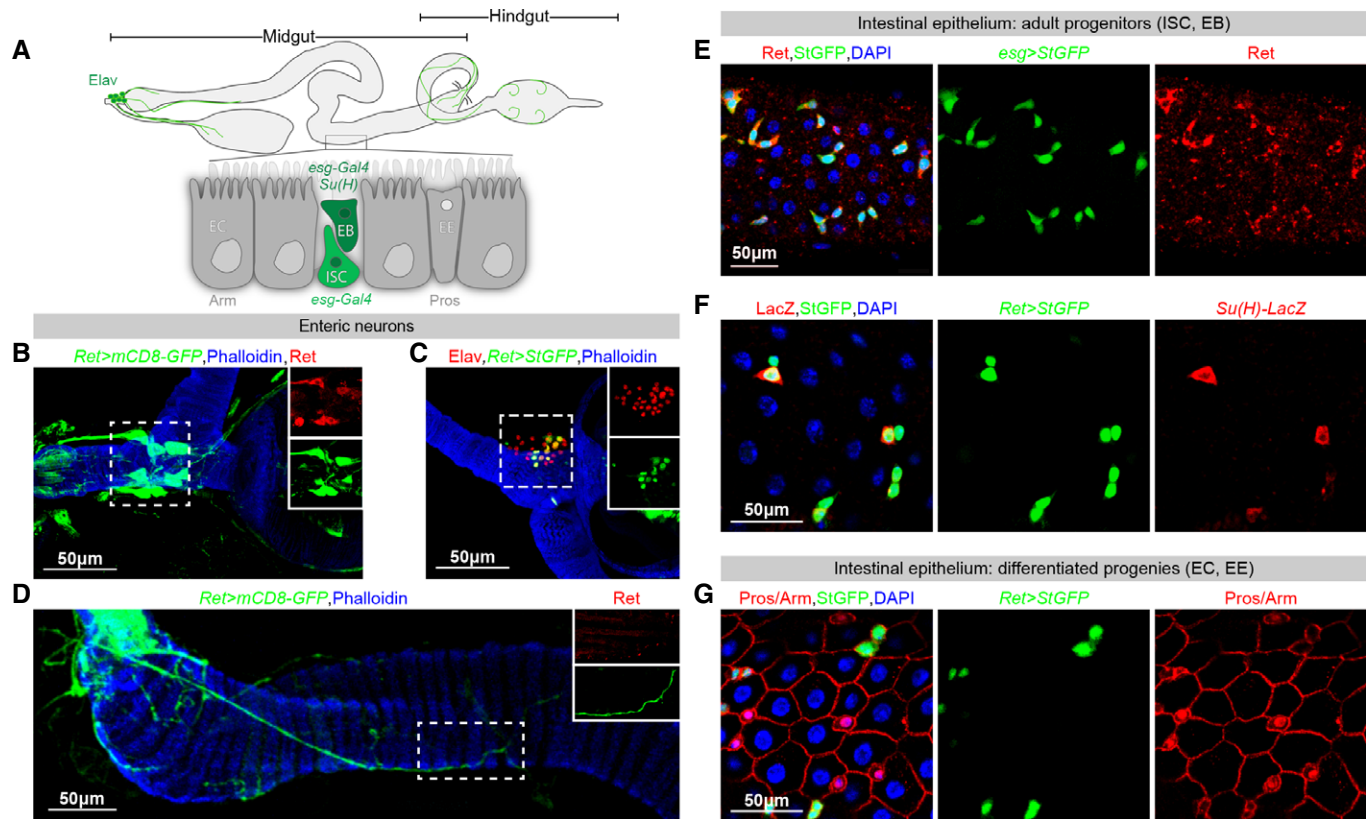 A
Midgut
Hindgut
Elav
esg-Gal4
Su(H)
EC
EB
EE
ISC
Arm
esg-Gal4
Pros
Enteric neurons
B
Ret>mCD8-GFP,Phalloidin,Ret
50µm
C
Elav,Ret>StGFP,Phalloidin
50µm
D
Ret>mCD8-GFP,Phalloidin
Ret
50µm
Intestinal epithelium: adult progenitors (ISC, EB)
E
Ret,StGFP,DAPI
esg>StGFP
Ret
50µm
F
LacZ,StGFP,DAPI
Ret>StGFP
Su(H)-LacZ
50µm
Intestinal epithelium: differentiated progenies (EC, EE)
G
Pros/Arm,StGFP,DAPI
Ret>StGFP
Pros/Arm
50µm